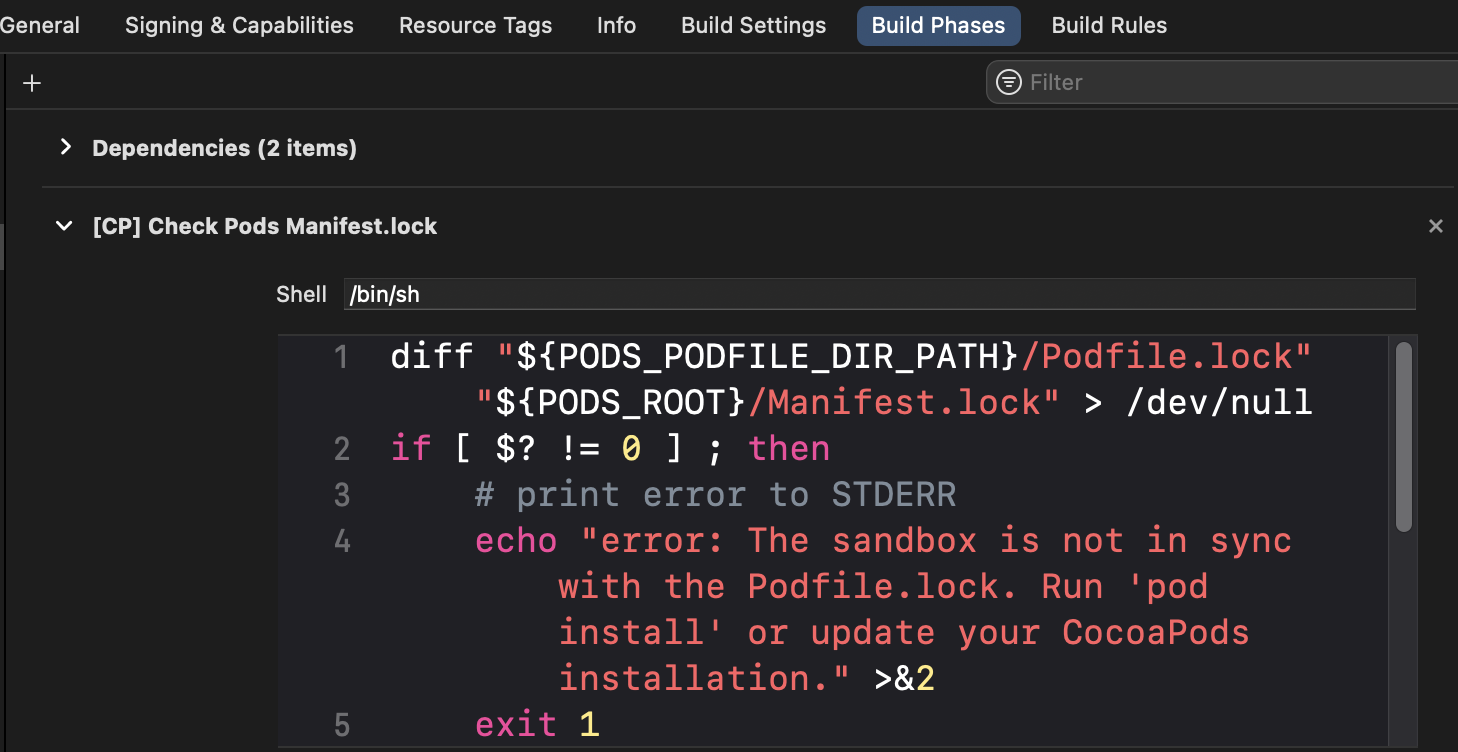 General Signing & Capabilities Resource Tags Info Build Settings Build Phases Build Rules
+ Filter
Dependencies (2 items)
[CP] Check Pods Manifest.lock
Shell /bin/sh
1 diff "${PODS_PODFILE_DIR_PATH}/Podfile.lock"
"${PODS_ROOT}/Manifest.lock" > /dev/null
2 if [ $? != 0 ] ; then
3 # print error to STDERR
4 echo "error: The sandbox is not in sync
with the Podfile.lock. Run 'pod
install' or update your CocoaPods
installation." >&2
5 exit 1